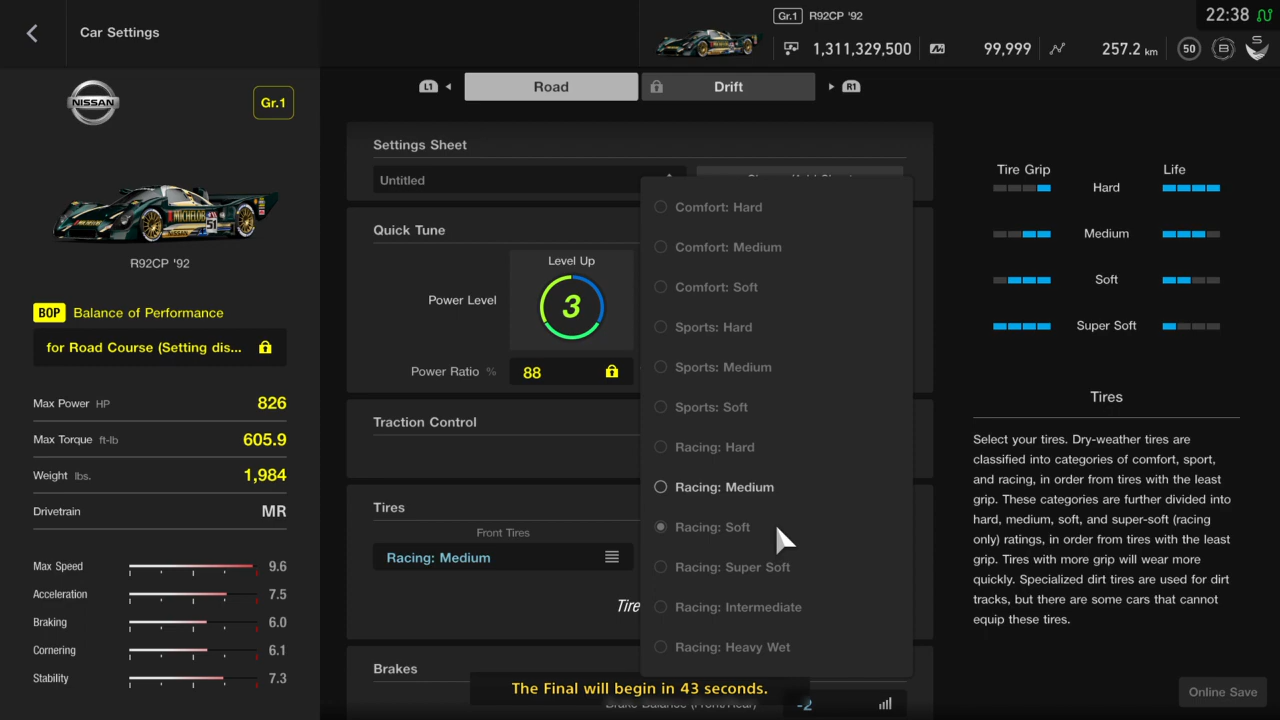 Car Settings
Gr.1 R92CP '92
22:38
1,311,329,500
99,999
257.2 km
50
B
S
NISSAN
Gr.1
L1
Road
Drift
R1
MICHELOB
R92CP '92
BOP Balance of Performance
for Road Course (Setting dis...
Max Power HP 826
Max Torque ft-lb 605.9
Weight lbs. 1,984
Drivetrain MR
Max Speed 9.6
Acceleration 7.5
Braking 6.0
Cornering 6.1
Stability 7.3
Settings Sheet
Untitled
Quick Tune
Level Up
Power Level 3
Power Ratio % 88
Traction Control
Tires
Front Tires
Racing: Medium
Tire
Brakes
Brake Balance (Front/Rear) -2
Comfort: Hard
Comfort: Medium
Comfort: Soft
Sports: Hard
Sports: Medium
Sports: Soft
Racing: Hard
Racing: Medium
Racing: Soft
Racing: Super Soft
Racing: Intermediate
Racing: Heavy Wet
The Final will begin in 43 seconds.
Tire Grip Life
Hard
Medium
Soft
Super Soft
Tires
Select your tires. Dry-weather tires are
classified into categories of comfort, sport,
and racing, in order from tires with the least
grip. These categories are further divided into
hard, medium, soft, and super-soft (racing
only) ratings, in order from tires with the least
grip. Tires with more grip will wear more
quickly. Specialized dirt tires are used for dirt
tracks, but there are some cars that cannot
equip these tires.
Online Save